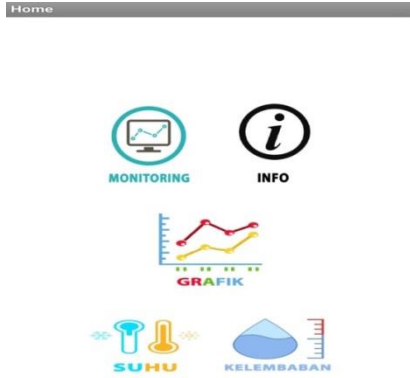 Home
MONITORING
INFO
GRAFIK
SUHU
KELEMBABAN